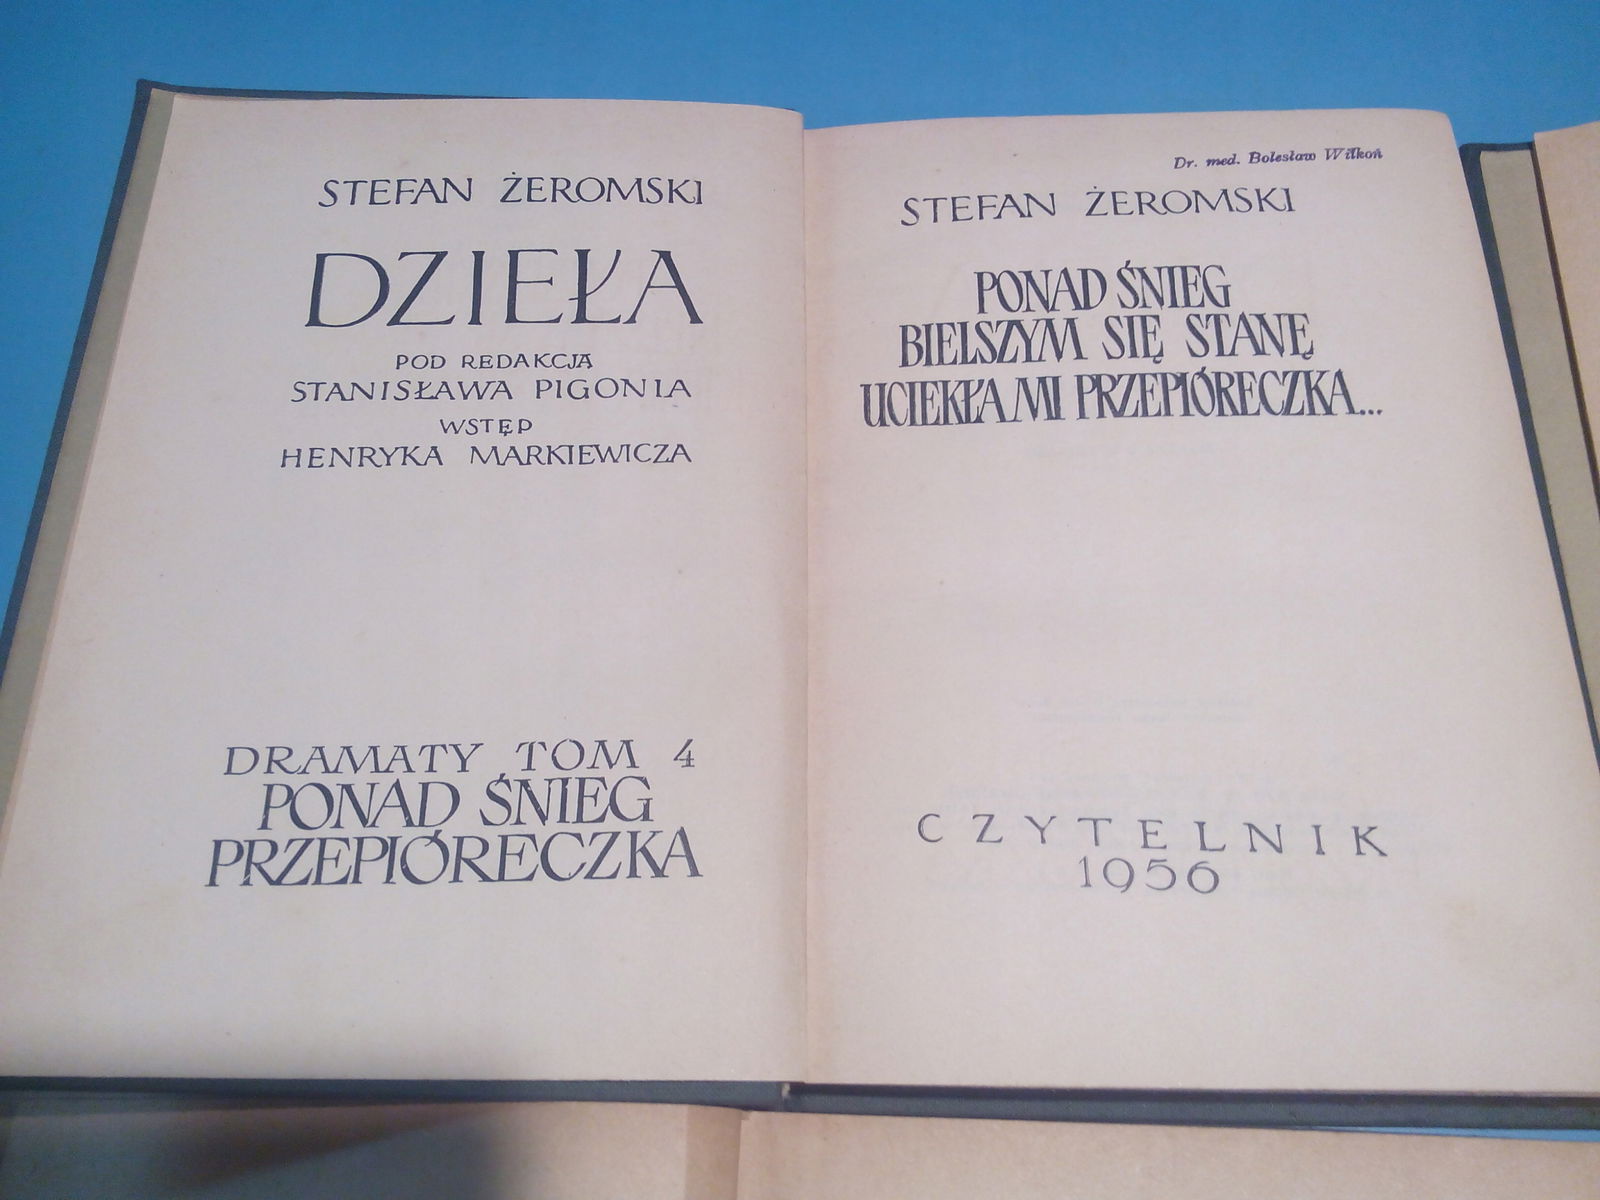 STEFAN ŻEROMSKI
DZIEŁA
POD REDAKCJĄ
STANISŁAWA PIGONIA
WSTĘP
HENRYKA MARKIEWICZA
DRAMATY TOM 4
PONAD ŚNIEG
PRZEPIÓRECZKA
Dr. med. Bolesław Wilkoń
STEFAN ŻEROMSKI
PONAD ŚNIEG
BIELSZYM SIĘ STANĘ
UCIEKŁA MI PRZEPIÓRECZKA...
CZYTELNIK
1956